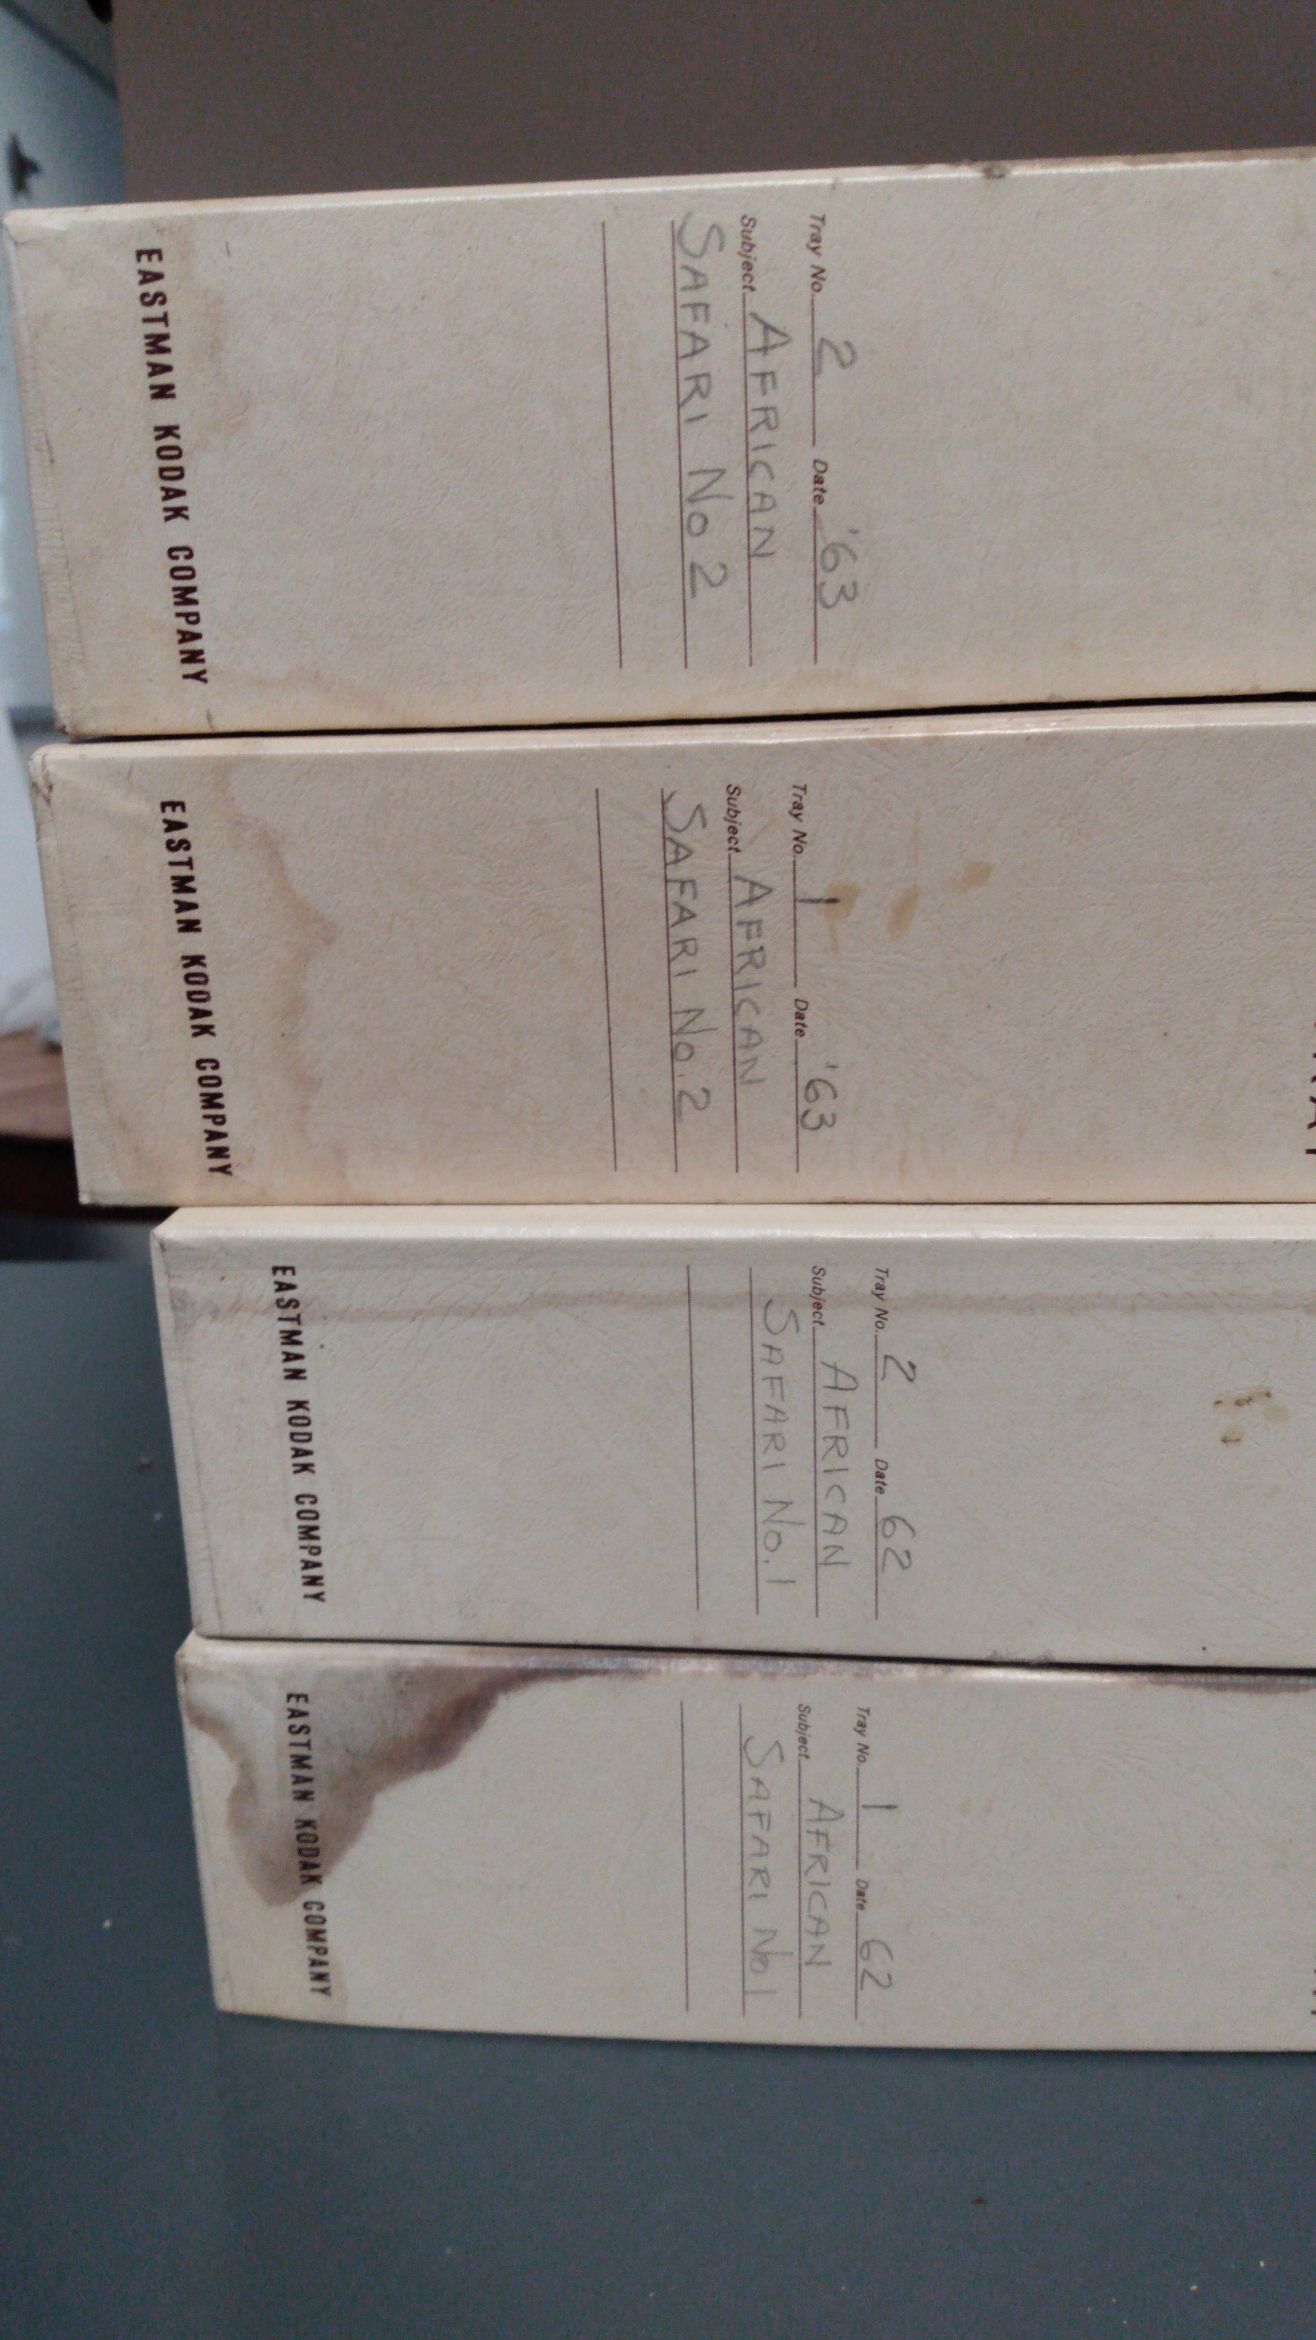 Tray No. 2 Date '63
Subject AFRICAN
SAFARI No 2
EASTMAN KODAK COMPANY
Tray No. 1 Date '63
Subject AFRICAN
SAFARI No. 2
EASTMAN KODAK COMPANY
Tray No. 2 Date 62
Subject AFRICAN
SAFARI No. 1
EASTMAN KODAK COMPANY
Tray No. 1 Date 62
Subject AFRICAN
SAFARI No 1
EASTMAN KODAK COMPANY